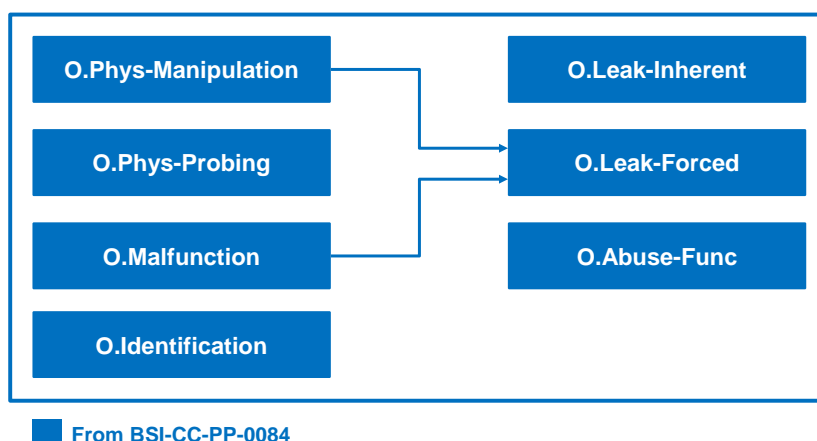 O.Phys-Manipulation
O.Leak-Inherent
O.Phys-Probing
O.Leak-Forced
O.Malfunction
O.Abuse-Func
O.Identification
From BSI-CC-PP-0084